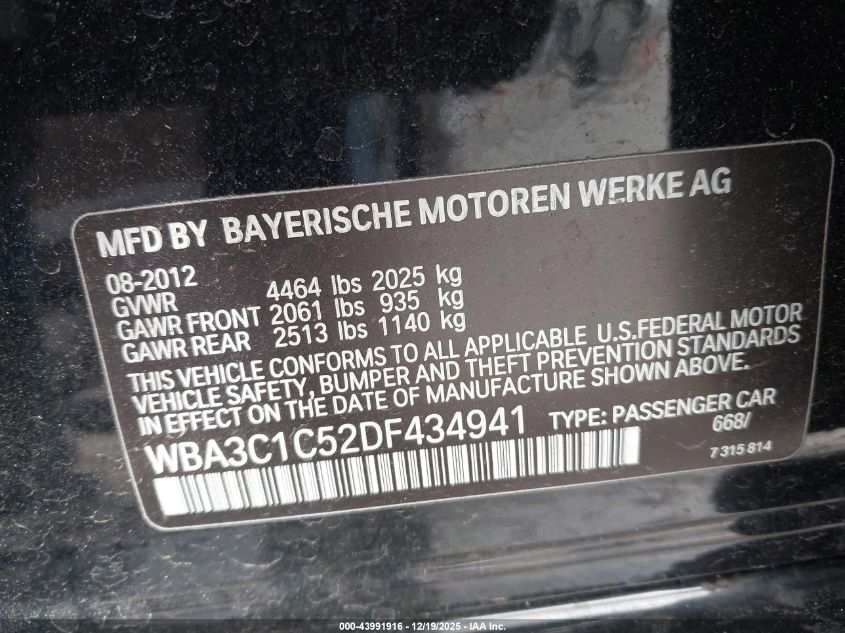 MFD BY BAYERISCHE MOTOREN WERKE AG
08-2012
GVWR 4464 lbs 2025 kg
GAWR FRONT 2061 lbs 935 kg
GAWR REAR 2513 lbs 1140 kg
THIS VEHICLE CONFORMS TO ALL APPLICABLE U.S.FEDERAL MOTOR
VEHICLE SAFETY, BUMPER AND THEFT PREVENTION STANDARDS
IN EFFECT ON THE DATE OF MANUFACTURE SHOWN ABOVE.
WBA3C1C52DF434941 TYPE: PASSENGER CAR
668/
7 315 814
000-43991916 - 12/19/2025 - IAA Inc.